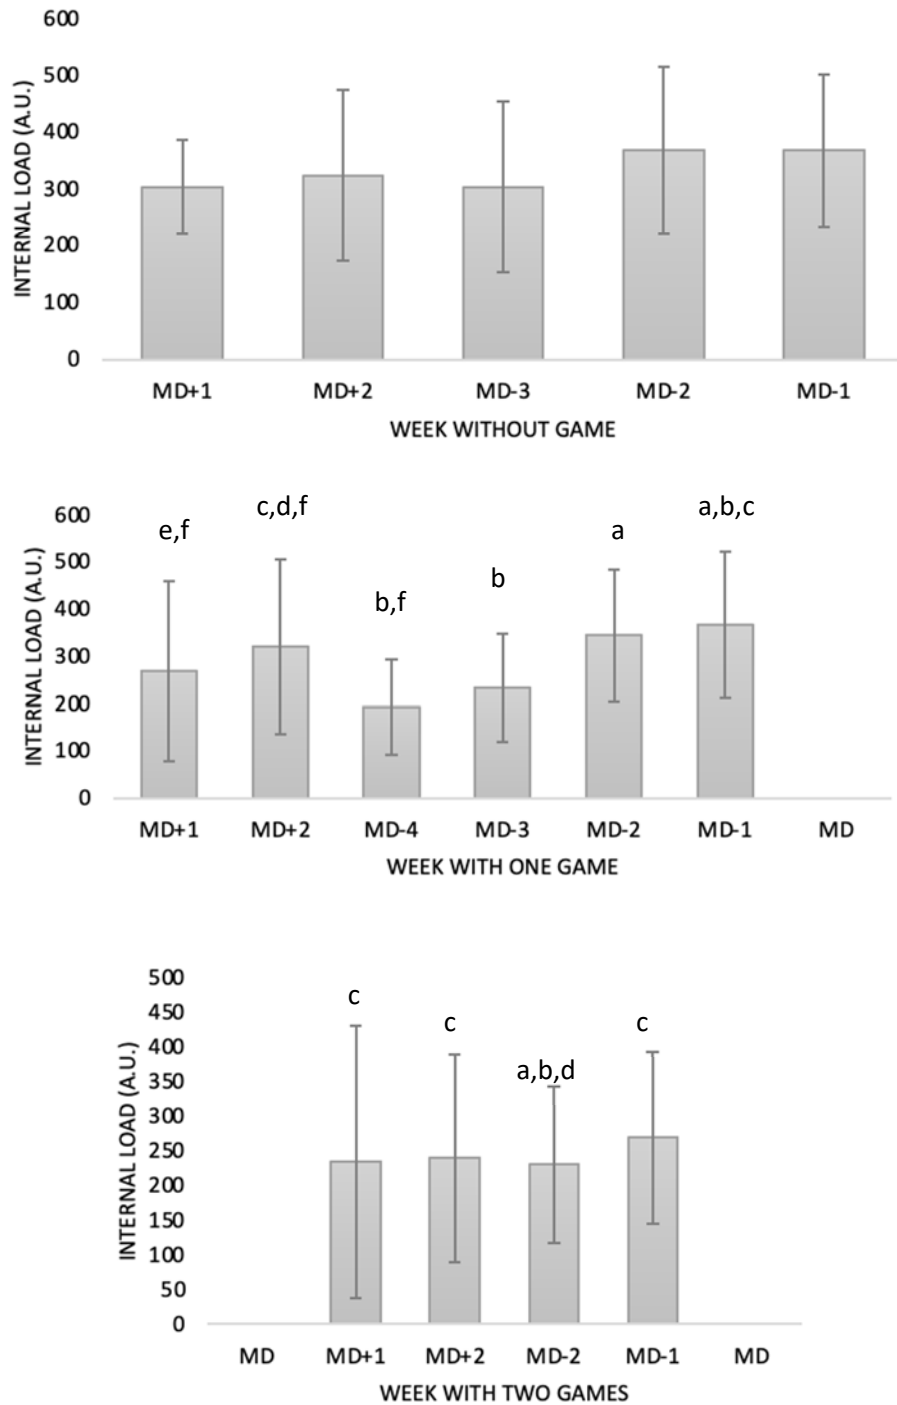 600
500
400
300
200
100
0
INTERNAL LOAD (A.U.)
MD+1 MD+2 MD-3 MD-2 MD-1
WEEK WITHOUT GAME
600
500
400
300
200
100
0
INTERNAL LOAD (A.U.)
e,f c,d,f b,f b a a,b,c
MD+1 MD+2 MD-4 MD-3 MD-2 MD-1 MD
WEEK WITH ONE GAME
500
450
400
350
300
250
200
150
100
50
0
INTERNAL LOAD (A.U.)
c c a,b,d c
MD MD+1 MD+2 MD-2 MD-1 MD
WEEK WITH TWO GAMES